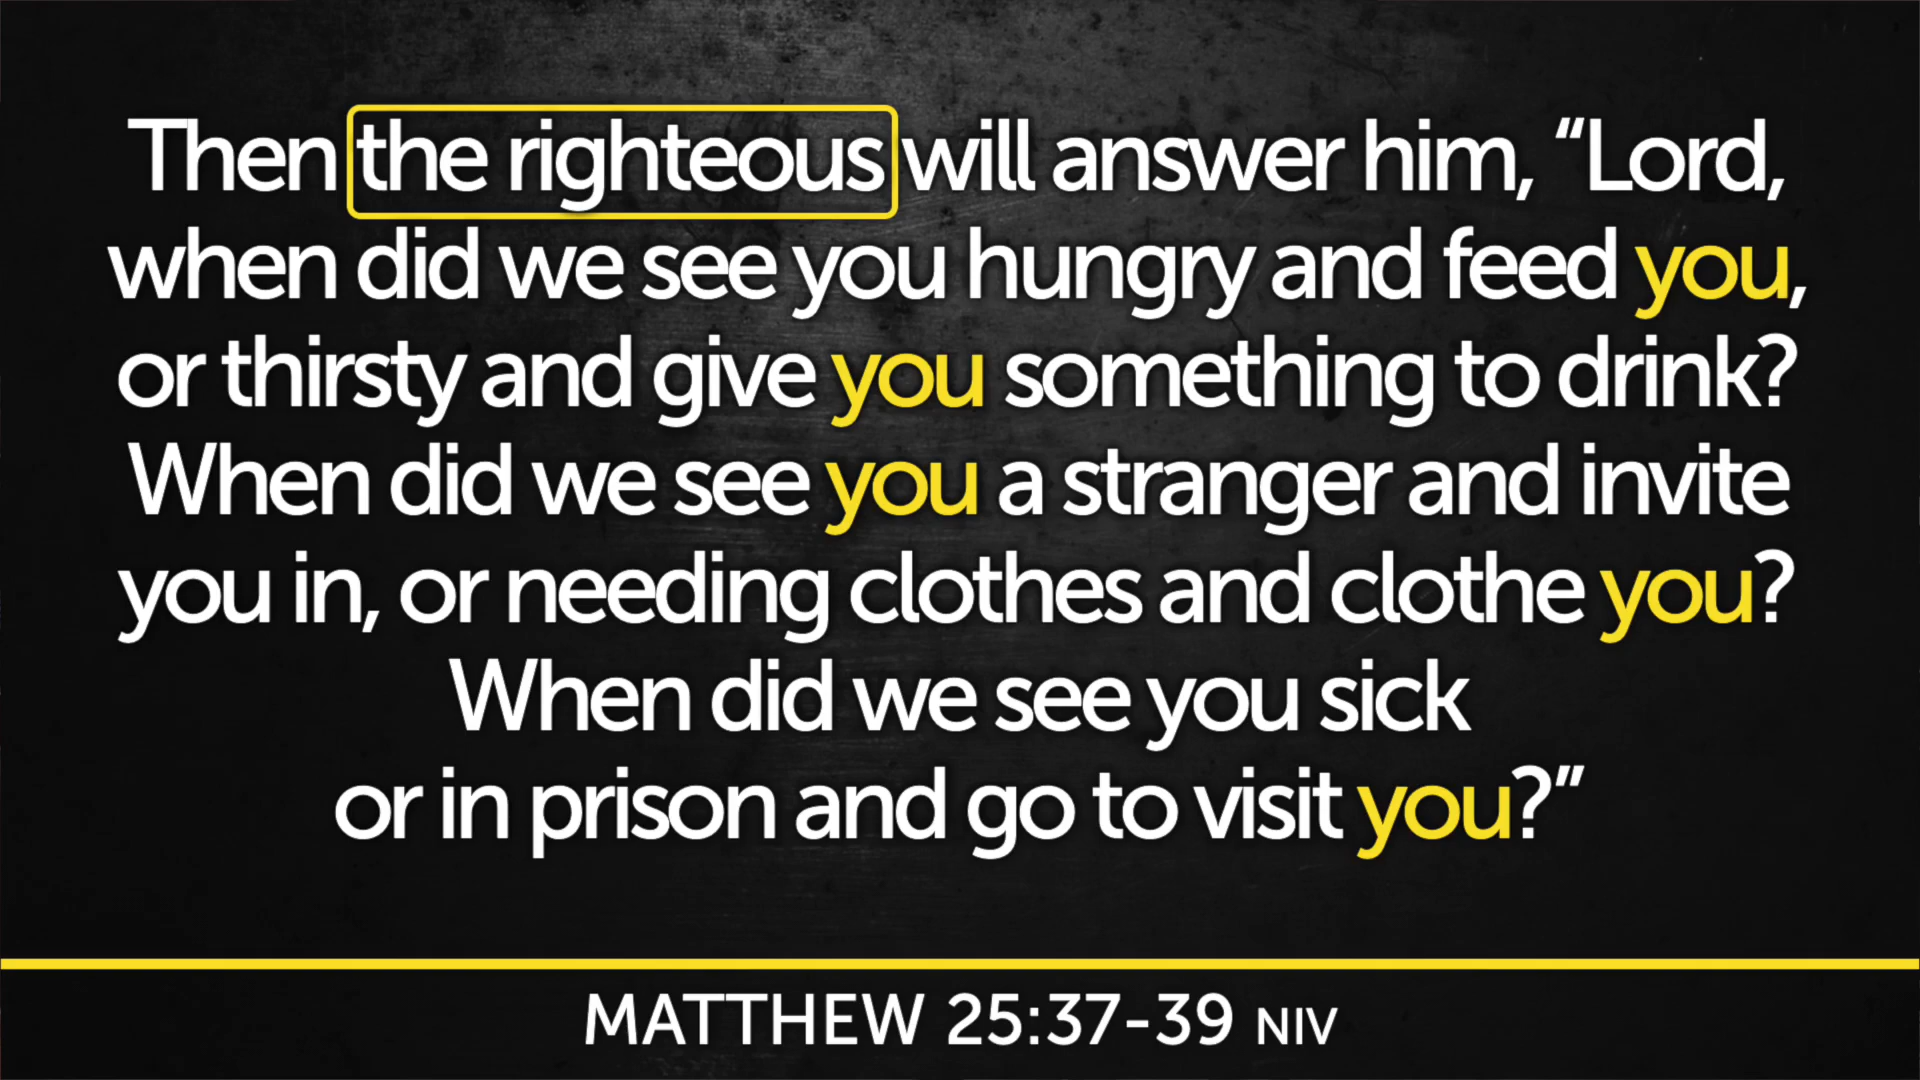 Then the righteous will answer him, “Lord,
when did we see you hungry and feed you,
or thirsty and give you something to drink?
When did we see you a stranger and invite
you in, or needing clothes and clothe you?
When did we see you sick
or in prison and go to visit you?”
MATTHEW 25:37-39 NIV